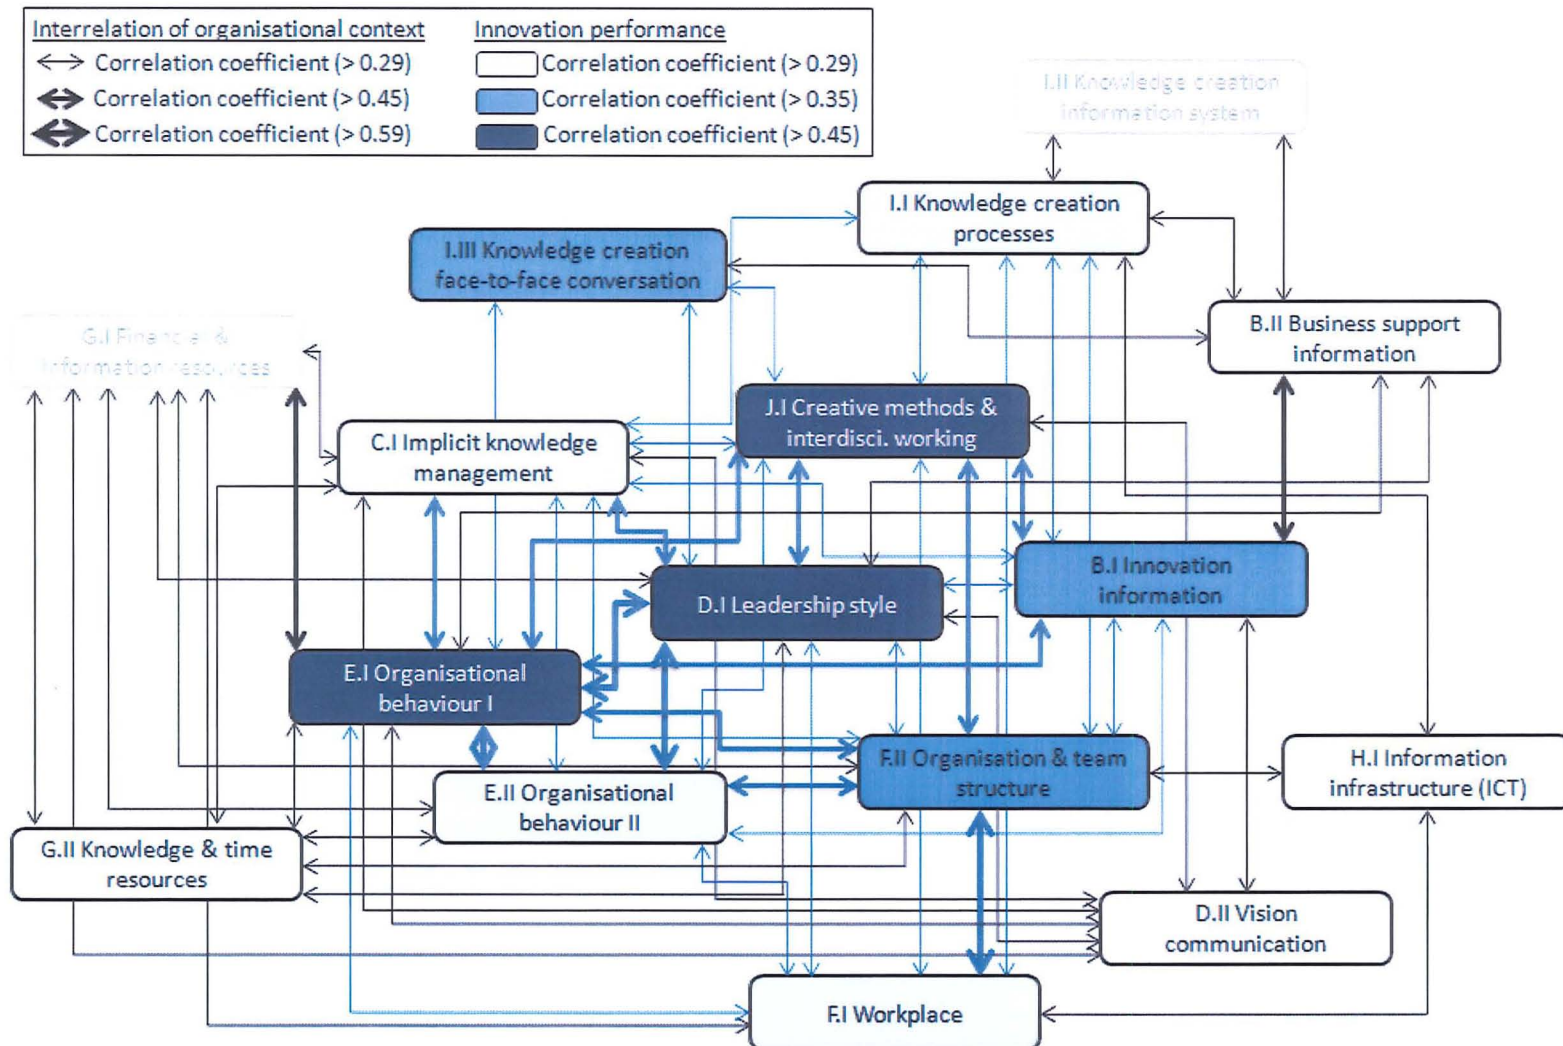 Interrelation of organisational context
Correlation coefficient (> 0.29)
Correlation coefficient (> 0.45)
Correlation coefficient (> 0.59)
Innovation performance
Correlation coefficient (> 0.29)
Correlation coefficient (> 0.35)
Correlation coefficient (> 0.45)
I.II Knowledge creation
information system
I.I Knowledge creation
processes
I.III Knowledge creation
face-to-face conversation
G.I Financial &
information resources
B.II Business support
information
J.I Creative methods &
interdisci. working
C.I Implicit knowledge
management
B.I Innovation
information
D.I Leadership style
E.I Organisational
behaviour I
F.II Organisation & team
structure
H.I Information
infrastructure (ICT)
E.II Organisational
behaviour II
G.II Knowledge & time
resources
D.II Vision
communication
F.I Workplace